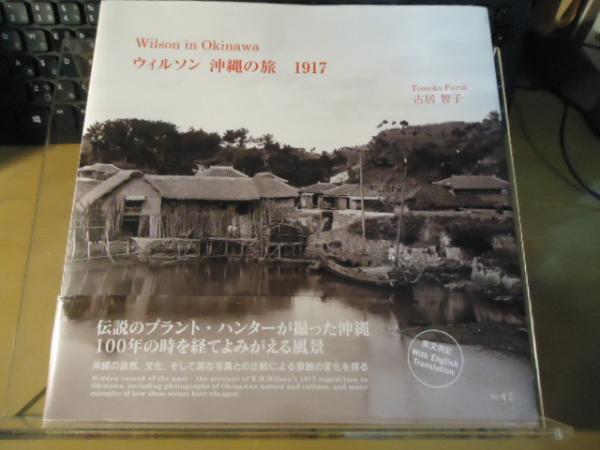 Wilson in Okinawa
ウィルソン 沖縄の旅 1917
Tomoko Furui
古居 智子
伝説のプラント・ハンターが撮った沖縄
100年の時を経てよみがえる風景
沖縄の自然、文化、そして現在写真との比較による景観の変化を探る
Hidden record of the past – the account of E.H.Wilson's 1917 expedition to
Okinawa, including photographs of Okinawan nature and culture, and many
examples of how those scenes have changed.
英文併記
With English
Translation